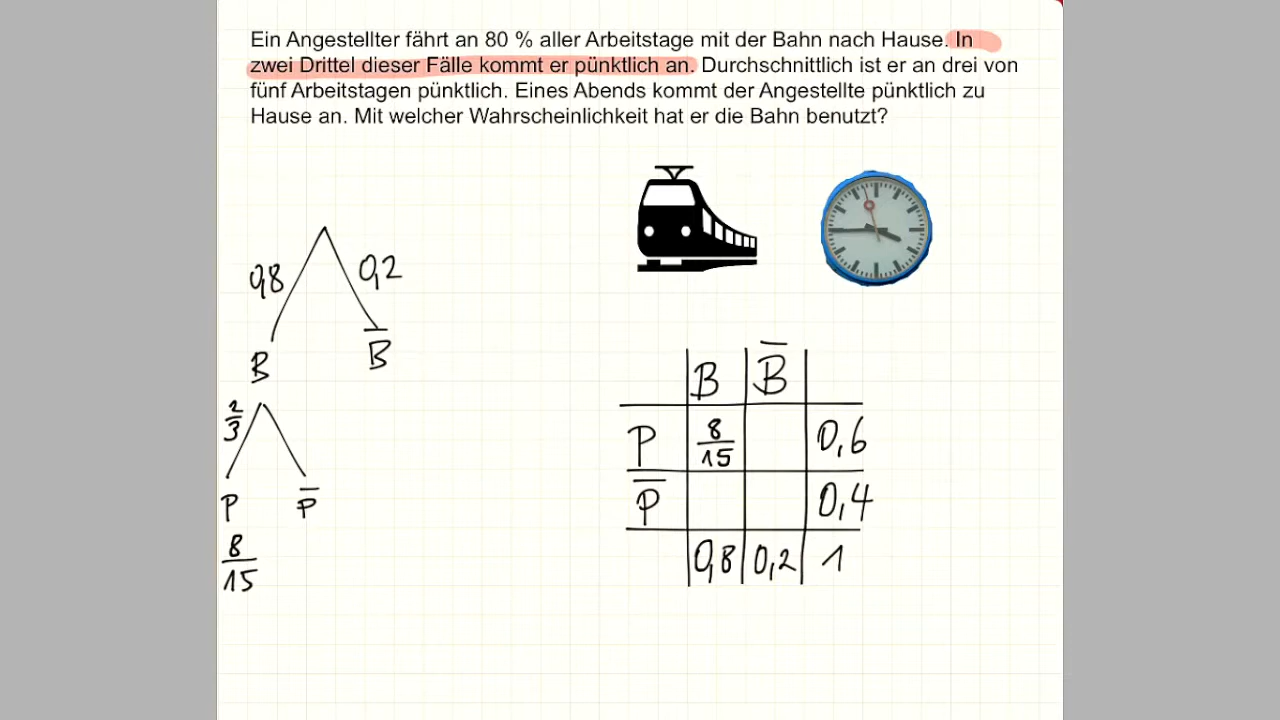 Ein Angestellter fährt an 80 % aller Arbeitstage mit der Bahn nach Hause. In
zwei Drittel dieser Fälle kommt er pünktlich an. Durchschnittlich ist er an drei von
fünf Arbeitstagen pünktlich. Eines Abends kommt der Angestellte pünktlich zu
Hause an. Mit welcher Wahrscheinlichkeit hat er die Bahn benutzt?
0,8 0,2
B B̅
2/3
P P̅
8/15
B B̅
P 8/15 0,6
P̅ 0,4
0,8 0,2 1